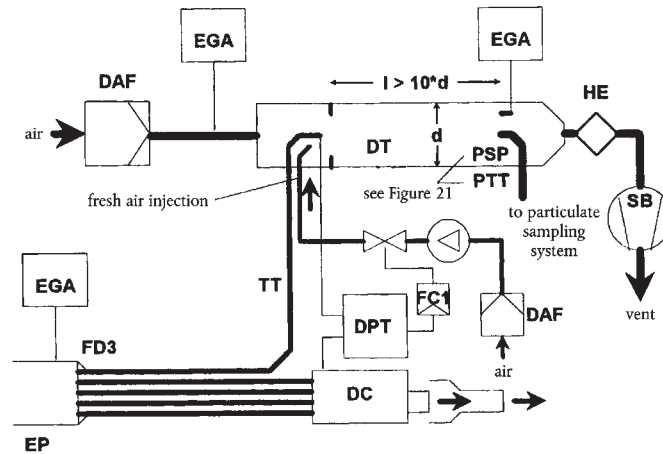 EGA
EGA
DAF
l > 10*d
HE
air
d
DT
PSP
SB
fresh air injection
see Figure 21
PTT
to particulate
sampling
system
EGA
TT
FC1
DPT
DAF
vent
FD3
air
DC
EP